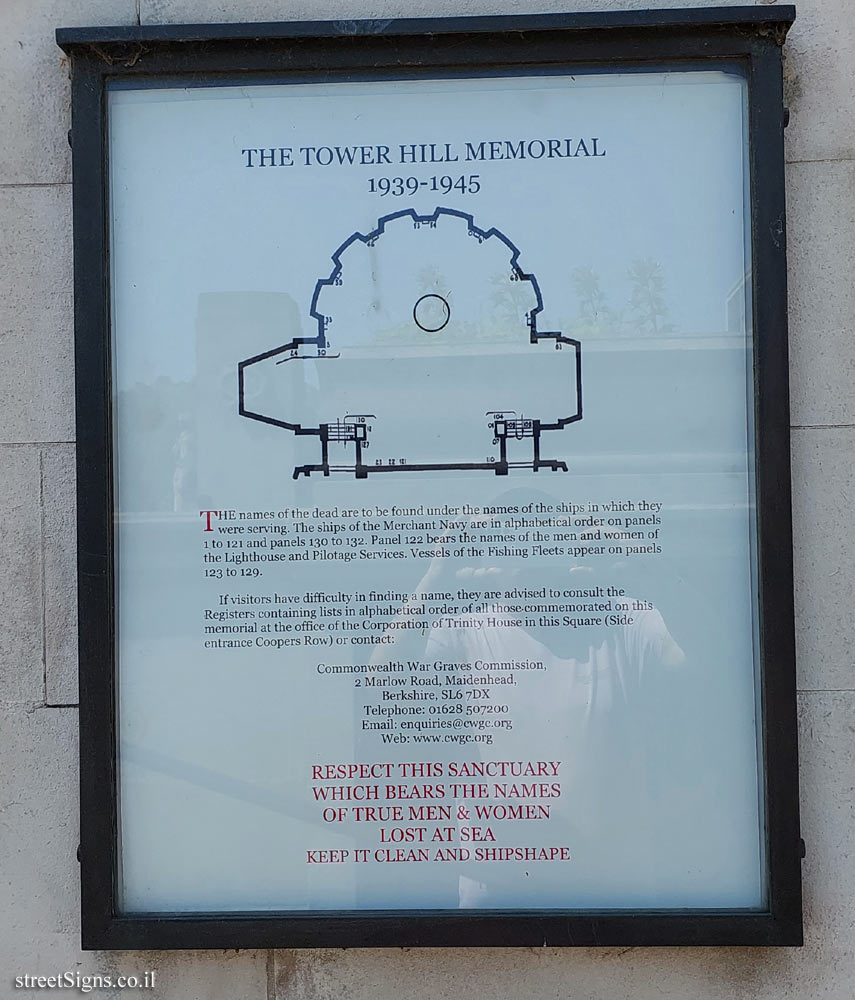 THE TOWER HILL MEMORIAL
1939-1945
THE names of the dead are to be found under the names of the ships in which they
were serving. The ships of the Merchant Navy are in alphabetical order on panels
1 to 121 and panels 130 to 132. Panel 122 bears the names of the men and women of
the Lighthouse and Pilotage Services. Vessels of the Fishing Fleets appear on panels
123 to 129.
If visitors have difficulty in finding a name, they are advised to consult the
Registers containing lists in alphabetical order of all those commemorated on this
memorial at the office of the Corporation of Trinity House in this Square (Side
entrance Coopers Row) or contact:
Commonwealth War Graves Commission,
2 Marlow Road, Maidenhead,
Berkshire, SL6 7DX
Telephone: 01628 507200
Email: enquiries@cwgc.org
Web: www.cwgc.org
RESPECT THIS SANCTUARY
WHICH BEARS THE NAMES
OF TRUE MEN & WOMEN
LOST AT SEA
KEEP IT CLEAN AND SHIPSHAPE
streetSigns.co.il